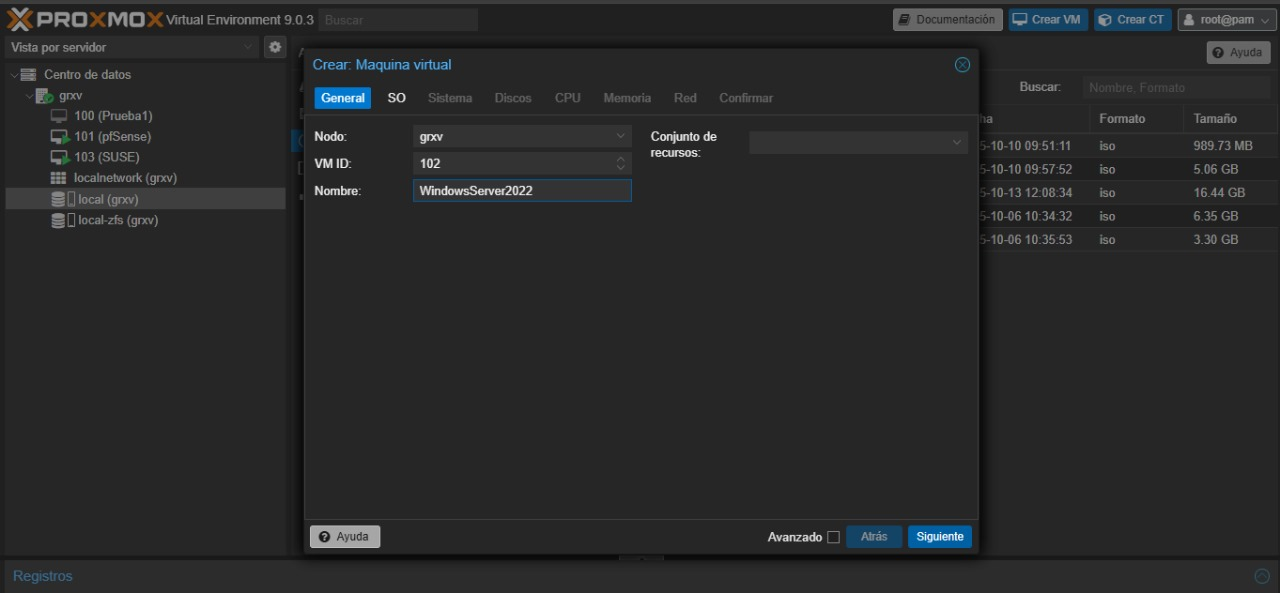 PROXMOX Virtual Environment 9.0.3 Buscar Documentación Crear VM Crear CT root@pam
Vista por servidor Ayuda
Centro de datos
grxv
100 (Prueba1)
101 (pfSense)
103 (SUSE)
localnetwork (grxv)
local (grxv)
local-zfs (grxv)
Crear: Maquina virtual
General SO Sistema Discos CPU Memoria Red Confirmar
Nodo: grxv
VM ID: 102
Nombre: WindowsServer2022
Conjunto de
recursos:
Ayuda Avanzado Atrás Siguiente
Buscar: Nombre, Formato
ha Formato Tamaño
5-10-10 09:51:11 iso 989.73 MB
5-10-10 09:57:52 iso 5.06 GB
5-10-13 12:08:34 iso 16.44 GB
5-10-06 10:34:32 iso 6.35 GB
5-10-06 10:35:53 iso 3.30 GB
Registros